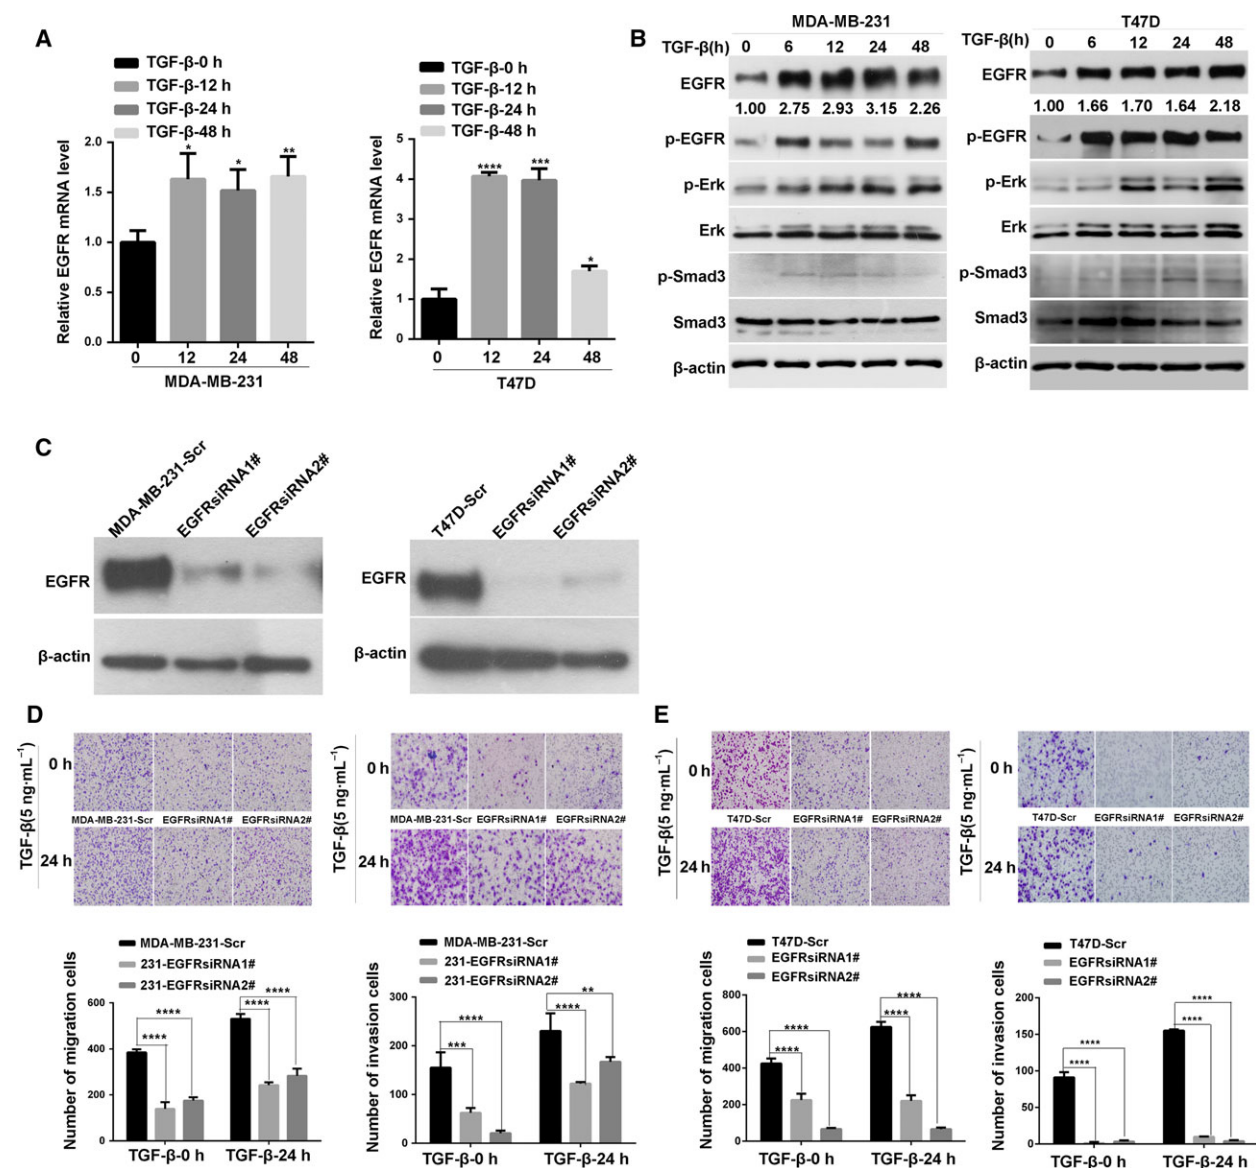 A
TGF-β-0 h
TGF-β-12 h
TGF-β-24 h
TGF-β-48 h
Relative EGFR mRNA level
2.0
1.5
1.0
0.5
0.0
* * **
0 12 24 48
MDA-MB-231
TGF-β-0 h
TGF-β-12 h
TGF-β-24 h
TGF-β-48 h
Relative EGFR mRNA level
5
4
3
2
1
0
**** *** *
0 12 24 48
T47D
B
MDA-MB-231
TGF-β(h) 0 6 12 24 48
EGFR
1.00 2.75 2.93 3.15 2.26
p-EGFR
p-Erk
Erk
p-Smad3
Smad3
β-actin
T47D
TGF-β(h) 0 6 12 24 48
EGFR
1.00 1.66 1.70 1.64 2.18
p-EGFR
p-Erk
Erk
p-Smad3
Smad3
β-actin
C
MDA-MB-231-Scr
EGFRsiRNA1#
EGFRsiRNA2#
EGFR
β-actin
T47D-Scr
EGFRsiRNA1#
EGFRsiRNA2#
EGFR
β-actin
D
TGF-β(5 ng·mL⁻¹)
0 h
MDA-MB-231-Scr EGFRsiRNA1# EGFRsiRNA2#
24 h
TGF-β(5 ng·mL⁻¹)
0 h
MDA-MB-231-Scr EGFRsiRNA1# EGFRsiRNA2#
24 h
MDA-MB-231-Scr
231-EGFRsiRNA1#
231-EGFRsiRNA2#
Number of migration cells
600
400
200
0
****
****
****
****
TGF-β-0 h TGF-β-24 h
MDA-MB-231-Scr
231-EGFRsiRNA1#
231-EGFRsiRNA2#
Number of invasion cells
300
200
100
0
****
***
**
****
TGF-β-0 h TGF-β-24 h
E
TGF-β(5 ng·mL⁻¹)
0 h
T47D-Scr EGFRsiRNA1# EGFRsiRNA2#
24 h
TGF-β(5 ng·mL⁻¹)
0 h
T47D-Scr EGFRsiRNA1# EGFRsiRNA2#
24 h
T47D-Scr
EGFRsiRNA1#
EGFRsiRNA2#
Number of migration cells
800
600
400
200
0
****
****
****
****
TGF-β-0 h TGF-β-24 h
T47D-Scr
EGFRsiRNA1#
EGFRsiRNA2#
Number of invasion cells
200
150
100
50
0
****
****
****
****
TGF-β-0 h TGF-β-24 h